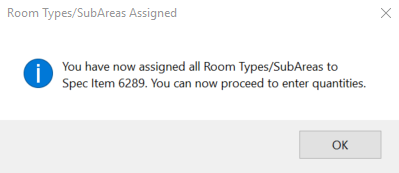 Room Types/SubAreas Assigned
You have now assigned all Room Types/SubAreas to
Spec Item 6289. You can now proceed to enter quantities.
OK